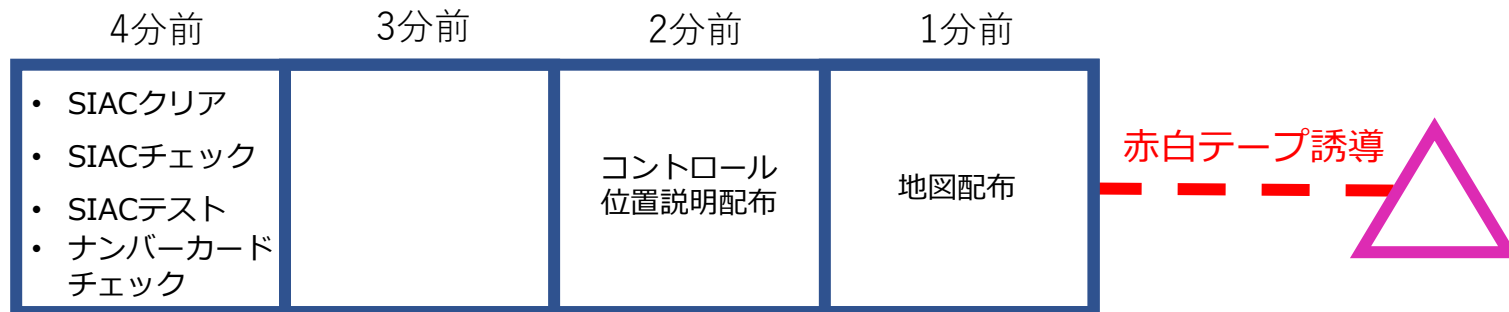 4分前
3分前
2分前
1分前
• SIACクリア
• SIACチェック
• SIACテスト
• ナンバーカード
チェック
コントロール
位置説明配布
地図配布
赤白テープ誘導